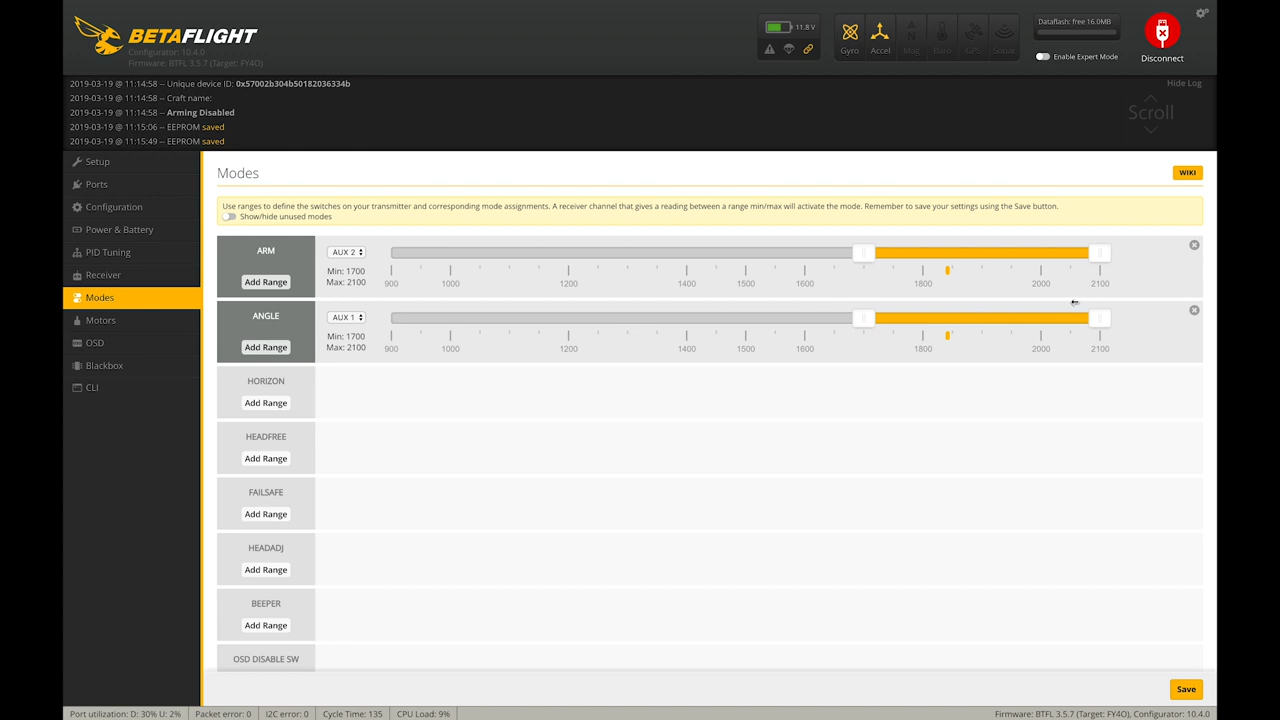 BETAFLIGHT
Configurator: 10.4.0
Firmware: BTFL 3.5.7 (Target: FY4O)
11.8 V
Gyro
Accel
Mag
Baro
GPS
Sonar
Dataflash: free 16.0MB
Enable Expert Mode
Disconnect
2019-03-19 @ 11:14:58 -- Unique device ID: 0x57002b304b50182036334b
2019-03-19 @ 11:14:58 -- Craft name:
2019-03-19 @ 11:14:58 -- Arming Disabled
2019-03-19 @ 11:15:06 -- EEPROM saved
2019-03-19 @ 11:15:49 -- EEPROM saved
Hide Log
Scroll
Setup
Ports
Configuration
Power & Battery
PID Tuning
Receiver
Modes
Motors
OSD
Blackbox
CLI
Modes
WIKI
Use ranges to define the switches on your transmitter and corresponding mode assignments. A receiver channel that gives a reading between a range min/max will activate the mode. Remember to save your settings using the Save button.
Show/hide unused modes
ARM
Add Range
AUX 2
Min: 1700
Max: 2100
900 1000 1200 1400 1500 1600 1800 2000 2100
ANGLE
Add Range
AUX 1
Min: 1700
Max: 2100
900 1000 1200 1400 1500 1600 1800 2000 2100
HORIZON
Add Range
HEADFREE
Add Range
FAILSAFE
Add Range
HEADADJ
Add Range
BEEPER
Add Range
OSD DISABLE SW
Save
Port utilization: D: 30% U: 2% Packet error: 0 I2C error: 0 Cycle Time: 135 CPU Load: 9% Firmware: BTFL 3.5.7 (Target: FY4O), Configurator: 10.4.0